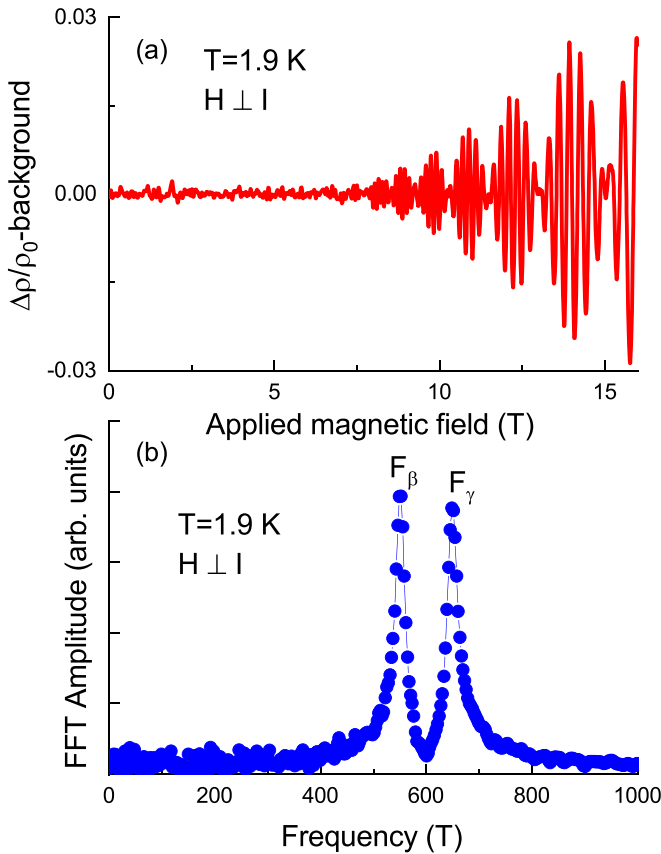 0.03
(a)
T=1.9 K
H ⊥ I
Δρ/ρ₀-background
0.00
-0.03
0
5
10
15
Applied magnetic field (T)
(b)
F_β
F_γ
T=1.9 K
H ⊥ I
FFT Amplitude (arb. units)
0
200
400
600
800
1000
Frequency (T)